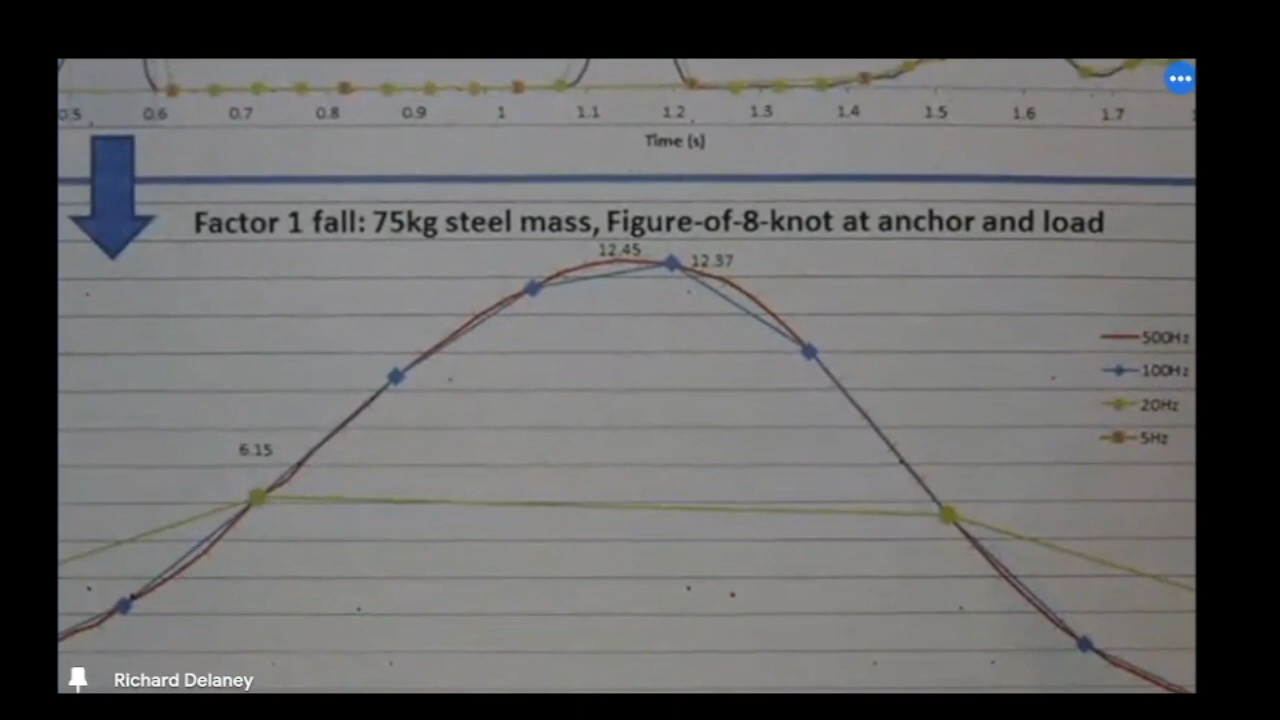 0.5 0.6 0.7 0.8 0.9 1 1.1 1.2 1.3 1.4 1.5 1.6 1.7
Time (s)
Factor 1 fall: 75kg steel mass, Figure-of-8-knot at anchor and load
12.45 12.37
500Hz
100Hz
20Hz
5Hz
6.15
Richard Delaney